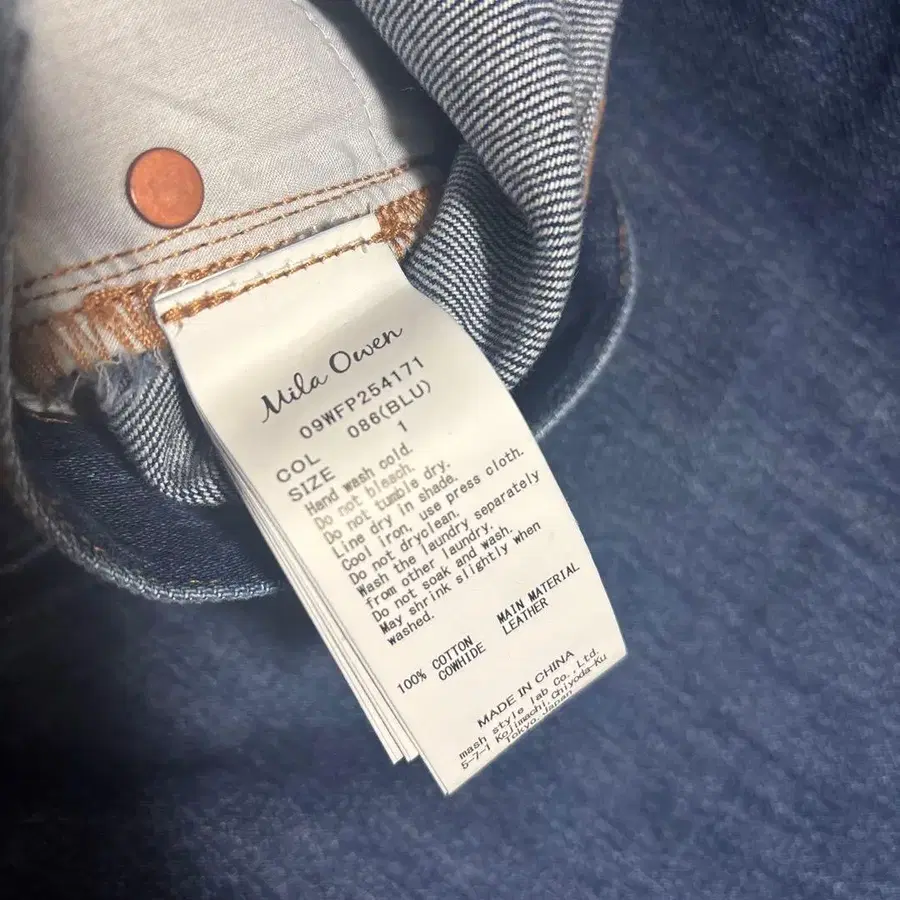 Mila Owen
09WFP254171
COL 086(BLU)
SIZE 1
Hand wash cold.
Do not bleach.
Do not tumble dry.
Line dry in shade.
Cool iron, use press cloth.
Do not dryclean.
Wash the laundry separately
from other laundry.
Do not soak and wash.
May shrink slightly when
washed.
MAIN MATERIAL
100% COTTON LEATHER
COWHIDE
MADE IN CHINA
mash style lab Co., Ltd.
5-7-1 Kojimachi, Chiyoda-Ku
Tokyo, Japan